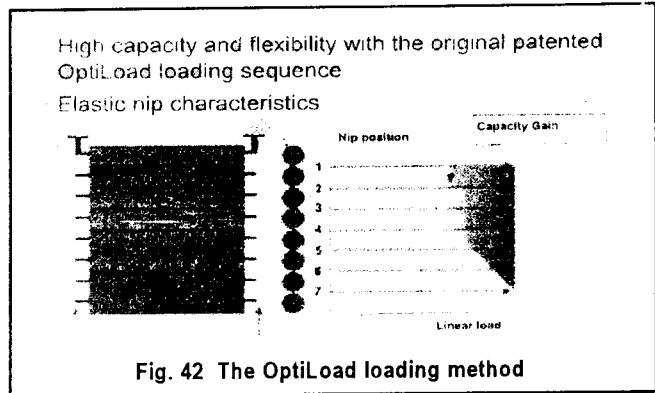 High capacity and flexibility with the original patented
OptiLoad loading sequence
Elastic nip characteristics
Nip position
Capacity Gain
1
2
3
4
5
6
7
Linear load
Fig. 42 The OptiLoad loading method